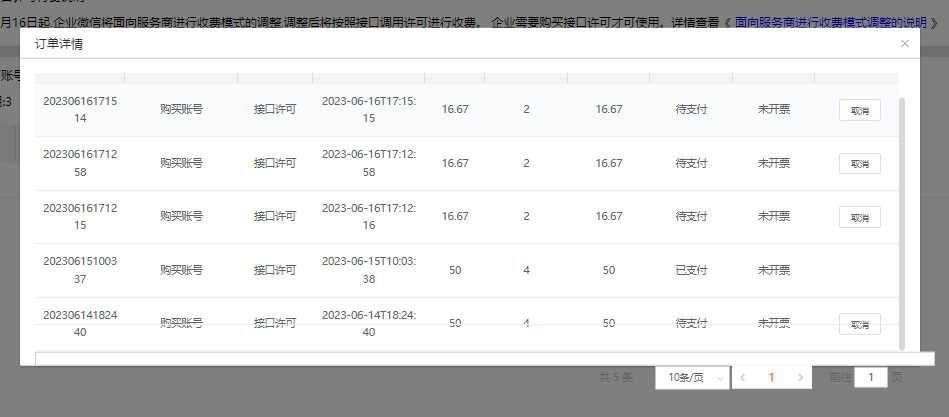 月16日起,企业微信将面向服务商进行收费模式的调整,调整后将按照接口调用许可进行收费。 企业需要购买接口许可才可使用。详情查看《 面向服务商进行收费模式调整的说明 》
订单详情
账号
:3
202306161715
14
购买账号
接口许可
2023-06-16T17:15:
15
16.67
2
16.67
待支付
未开票
取消
202306161712
58
购买账号
接口许可
2023-06-16T17:12:
58
16.67
2
16.67
待支付
未开票
取消
202306161712
15
购买账号
接口许可
2023-06-16T17:12:
16
16.67
2
16.67
待支付
未开票
取消
202306151003
37
购买账号
接口许可
2023-06-15T10:03:
38
50
4
50
已支付
未开票
202306141824
40
购买账号
接口许可
2023-06-14T18:24:
40
50
4
50
待支付
未开票
取消
共 5 条
10条/页
1
前往 1 页